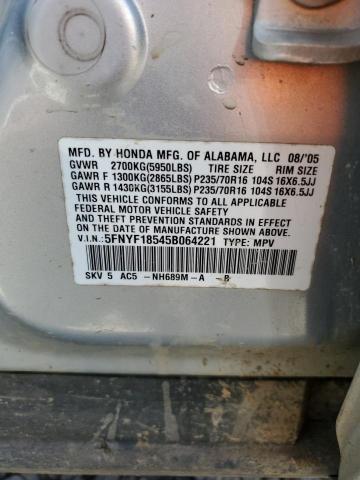 MFD. BY HONDA MFG. OF ALABAMA, LLC 08/'05
GVWR 2700KG(5950LBS) TIRE SIZE RIM SIZE
GAWR F 1300KG(2865LBS) P235/70R16 104S 16X6.5JJ
GAWR R 1430KG(3155LBS) P235/70R16 104S 16X6.5JJ
THIS VEHICLE CONFORMS TO ALL APPLICABLE
FEDERAL MOTOR VEHICLE SAFETY STANDARDS IN EFFECT
ON THE DATE OF MANUFACTURE SHOWN ABOVE.
V.I.N.:5FNYF18545B064221 TYPE: MPV
SKV 5 AC5 -NH689M-A -B